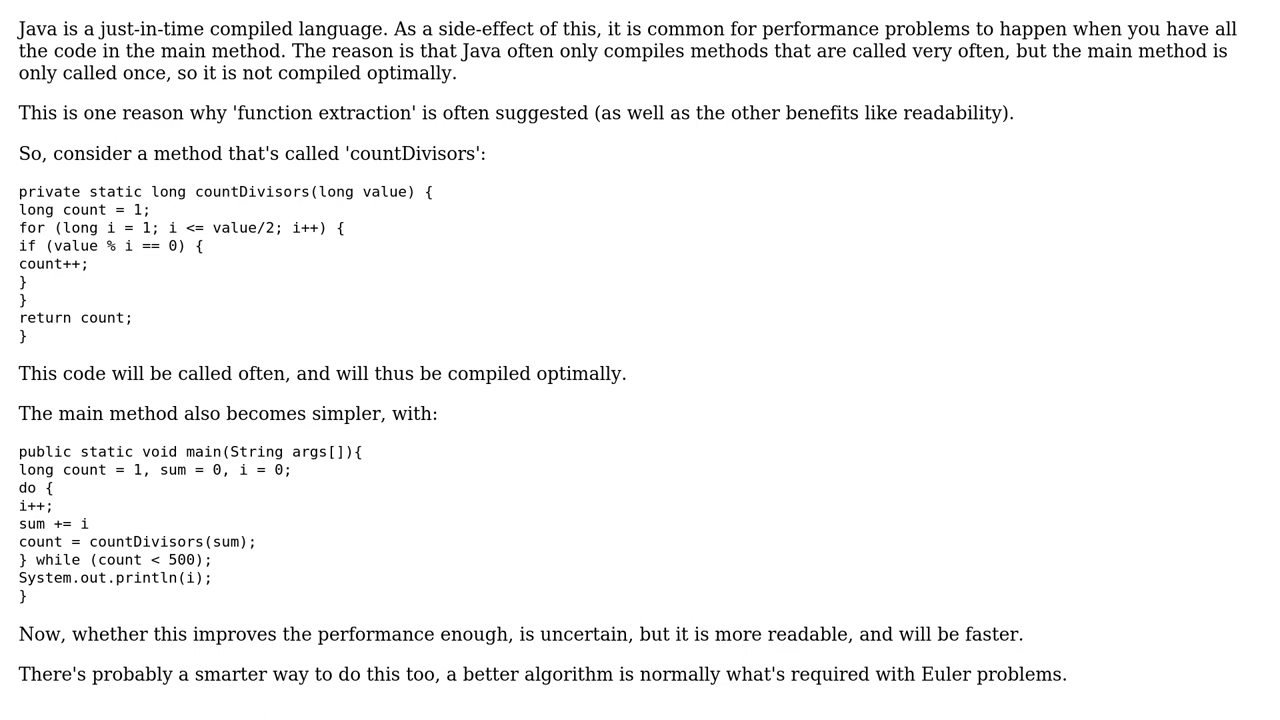 Java is a just-in-time compiled language. As a side-effect of this, it is common for performance problems to happen when you have all
the code in the main method. The reason is that Java often only compiles methods that are called very often, but the main method is
only called once, so it is not compiled optimally.
This is one reason why 'function extraction' is often suggested (as well as the other benefits like readability).
So, consider a method that's called 'countDivisors':
private static long countDivisors(long value) {
long count = 1;
for (long i = 1; i <= value/2; i++) {
if (value % i == 0) {
count++;
}
}
return count;
}
This code will be called often, and will thus be compiled optimally.
The main method also becomes simpler, with:
public static void main(String args[]){
long count = 1, sum = 0, i = 0;
do {
i++;
sum += i
count = countDivisors(sum);
} while (count < 500);
System.out.println(i);
}
Now, whether this improves the performance enough, is uncertain, but it is more readable, and will be faster.
There's probably a smarter way to do this too, a better algorithm is normally what's required with Euler problems.